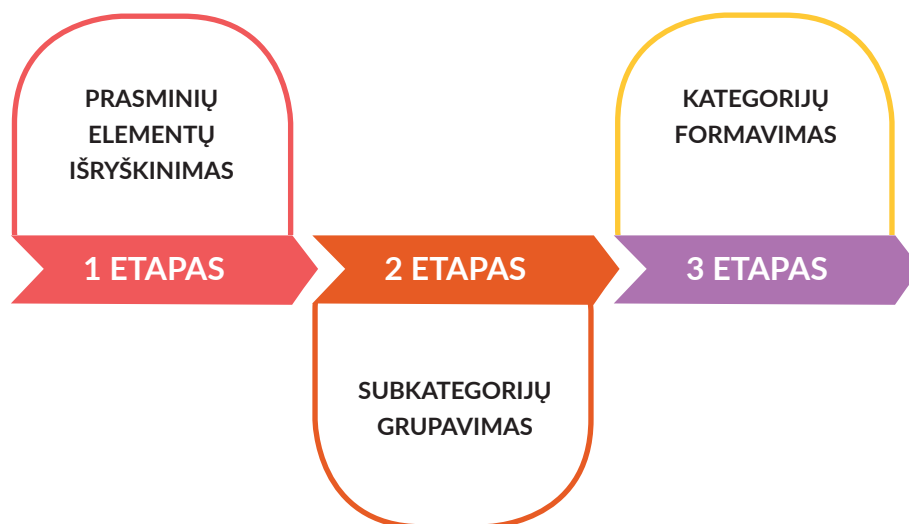 PRASMINIŲ
ELEMENTŲ
IŠRYŠKINIMAS
1 ETAPAS
2 ETAPAS
SUBKATEGORIJŲ
GRUPAVIMAS
KATEGORIJŲ
FORMAVIMAS
3 ETAPAS